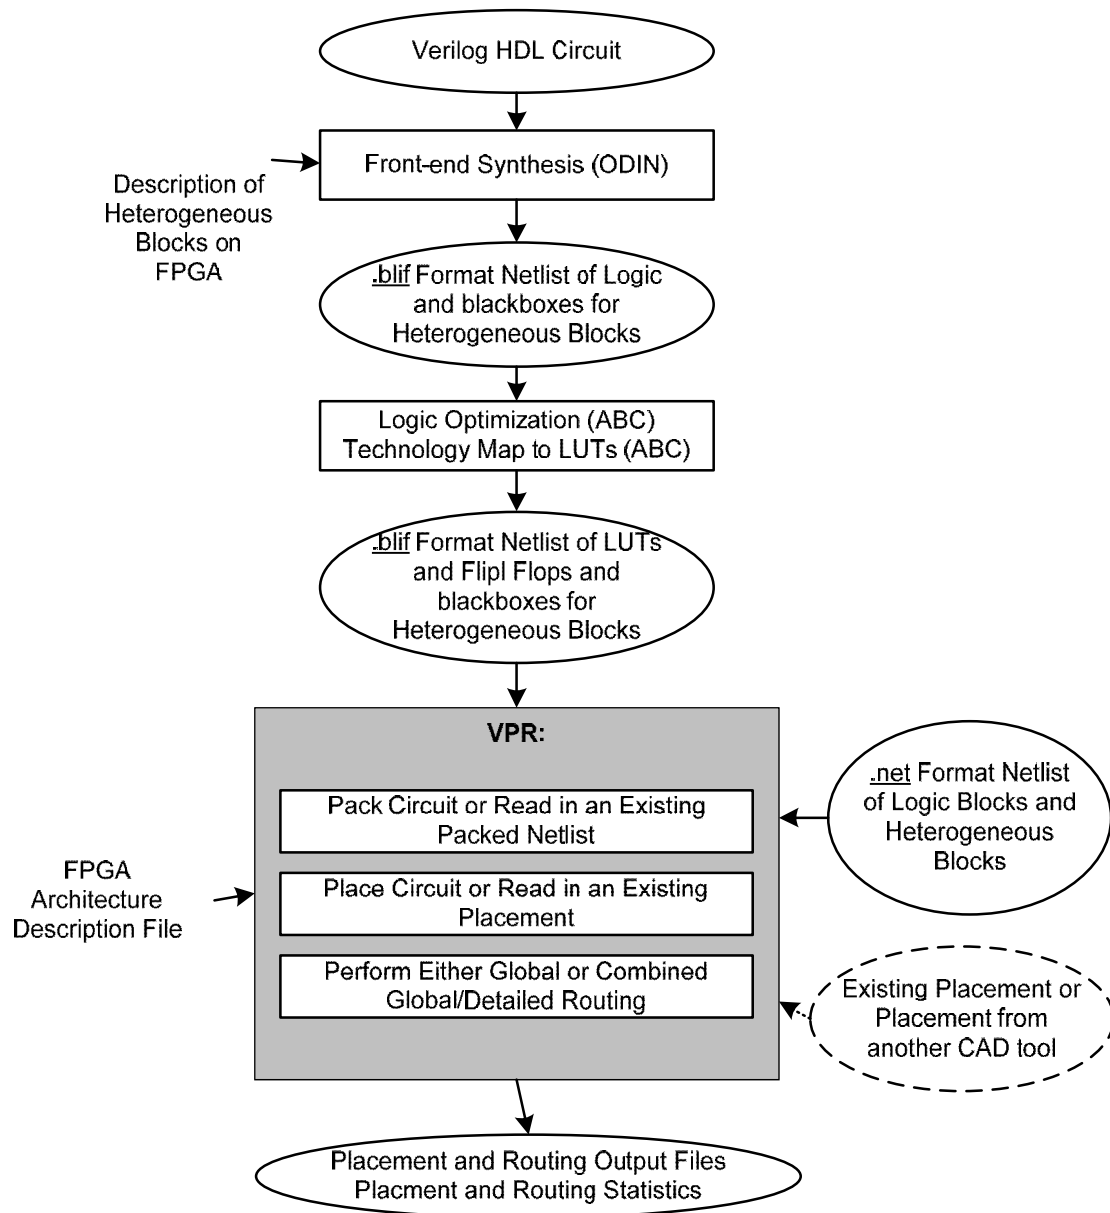 Verilog HDL Circuit
Front-end Synthesis (ODIN)
Description of
Heterogeneous
Blocks on
FPGA
.blif Format Netlist of Logic
and blackboxes for
Heterogeneous Blocks
Logic Optimization (ABC)
Technology Map to LUTs (ABC)
.blif Format Netlist of LUTs
and Flipl Flops and
blackboxes for
Heterogeneous Blocks
VPR:
Pack Circuit or Read in an Existing
Packed Netlist
.net Format Netlist
of Logic Blocks and
Heterogeneous
Blocks
FPGA
Architecture
Description File
Place Circuit or Read in an Existing
Placement
Perform Either Global or Combined
Global/Detailed Routing
Existing Placement or
Placement from
another CAD tool
Placement and Routing Output Files
Placment and Routing Statistics